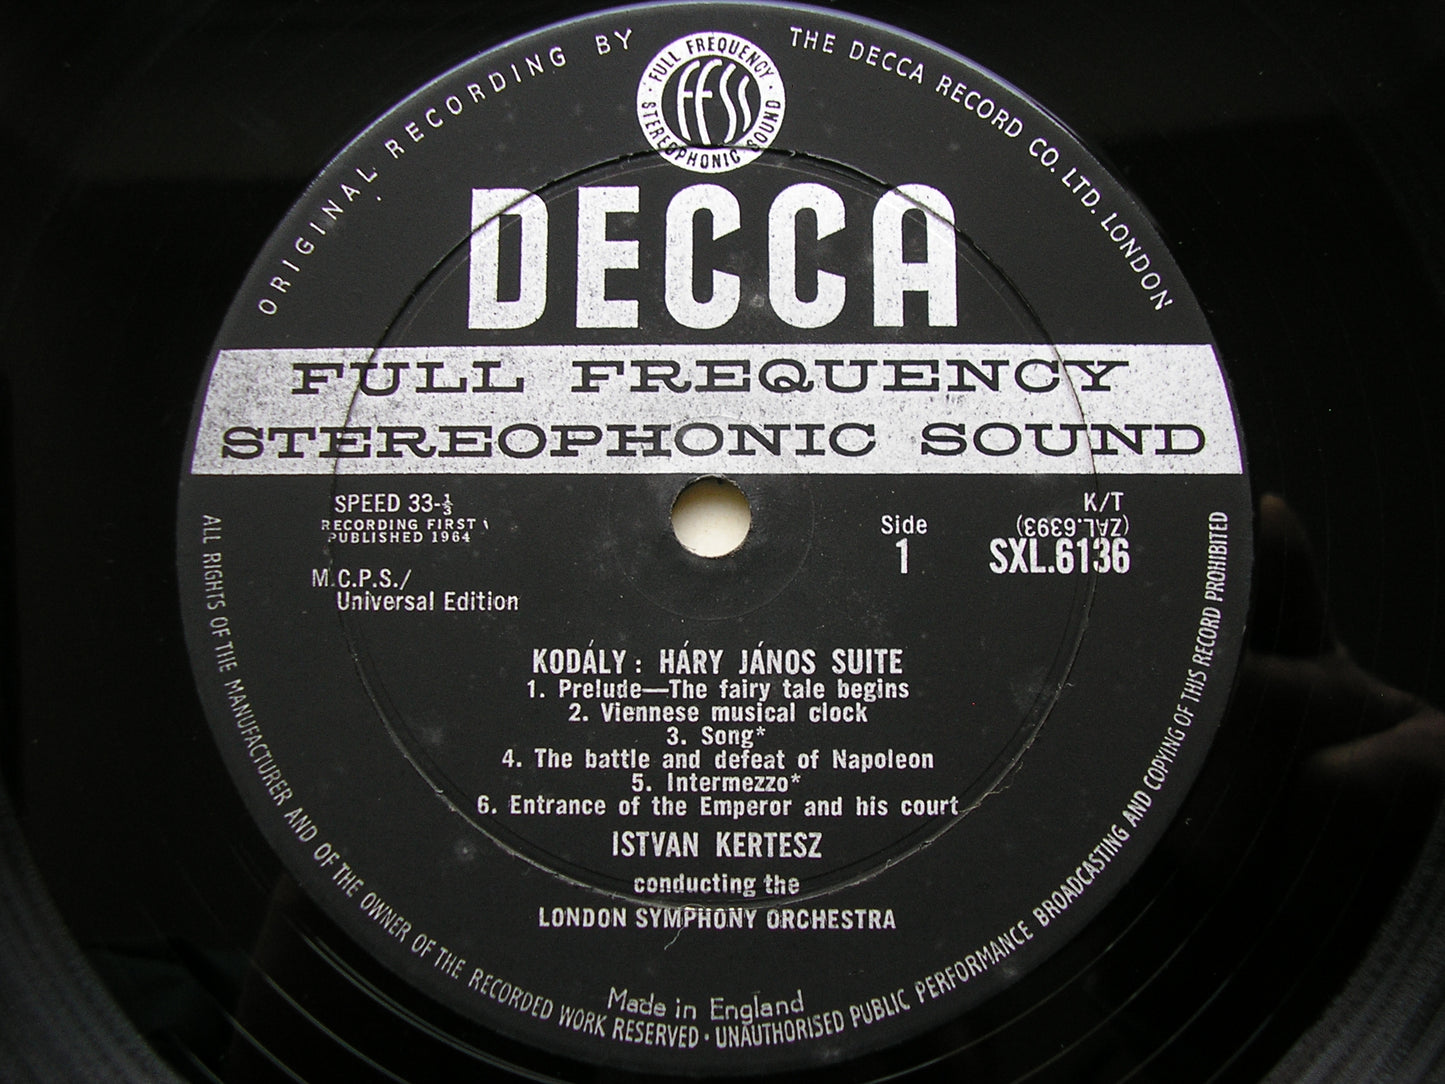 ORIGINAL RECORDING BY THE DECCA RECORD CO. LTD. LONDON
FULL FREQUENCY
STEREOPHONIC SOUND
FFSS
DECCA
FULL FREQUENCY
STEREOPHONIC SOUND
SPEED 33-⅓
RECORDING FIRST
PUBLISHED 1964
M.C.P.S./
Universal Edition
Side
1
K/T
(ZAL.6393)
SXL.6136
KODÁLY : HÁRY JÁNOS SUITE
1. Prelude—The fairy tale begins
2. Viennese musical clock
3. Song*
4. The battle and defeat of Napoleon
5. Intermezzo*
6. Entrance of the Emperor and his court
ISTVAN KERTESZ
conducting the
LONDON SYMPHONY ORCHESTRA
Made in England
ALL RIGHTS OF THE MANUFACTURER AND OF THE OWNER OF THE RECORDED WORK RESERVED · UNAUTHORISED PUBLIC PERFORMANCE BROADCASTING AND COPYING OF THIS RECORD PROHIBITED